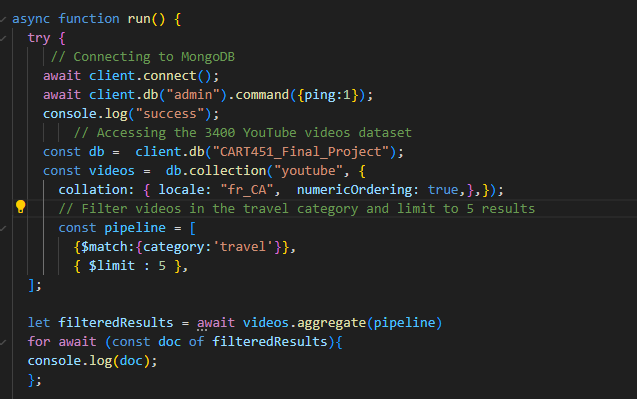 async function run() {
try {
// Connecting to MongoDB
await client.connect();
await client.db("admin").command({ping:1});
console.log("success");
// Accessing the 3400 YouTube videos dataset
const db =  client.db("CART451_Final_Project");
const videos =  db.collection("youtube", {
collation: { locale: "fr_CA",  numericOrdering: true,},});
// Filter videos in the travel category and limit to 5 results
const pipeline = [
{$match:{category:'travel'}},
{ $limit : 5 },
];
let filteredResults = await videos.aggregate(pipeline)
for await (const doc of filteredResults){
console.log(doc);
};